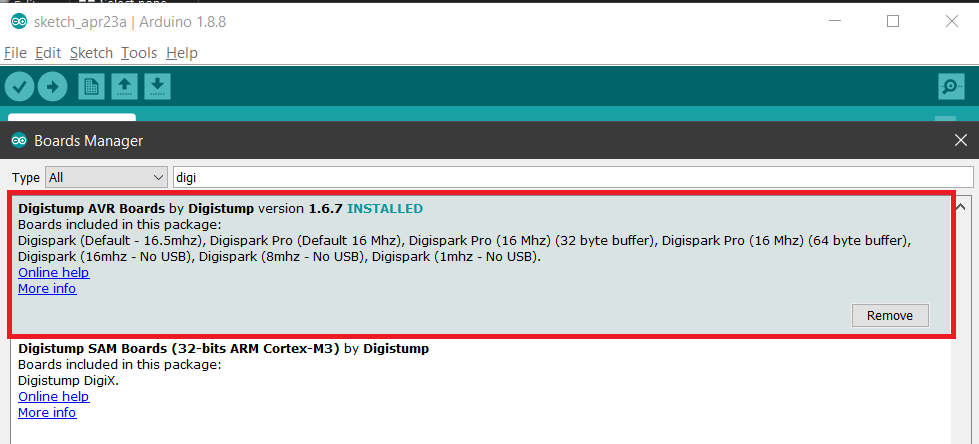 sketch_apr23a | Arduino 1.8.8
File Edit Sketch Tools Help
Boards Manager
Type All digi
Digistump AVR Boards by Digistump version 1.6.7 INSTALLED
Boards included in this package:
Digispark (Default - 16.5mhz), Digispark Pro (Default 16 Mhz), Digispark Pro (16 Mhz) (32 byte buffer), Digispark Pro (16 Mhz) (64 byte buffer),
Digispark (16mhz - No USB), Digispark (8mhz - No USB), Digispark (1mhz - No USB).
Online help
More info
Remove
Digistump SAM Boards (32-bits ARM Cortex-M3) by Digistump
Boards included in this package:
Digistump DigiX.
Online help
More info